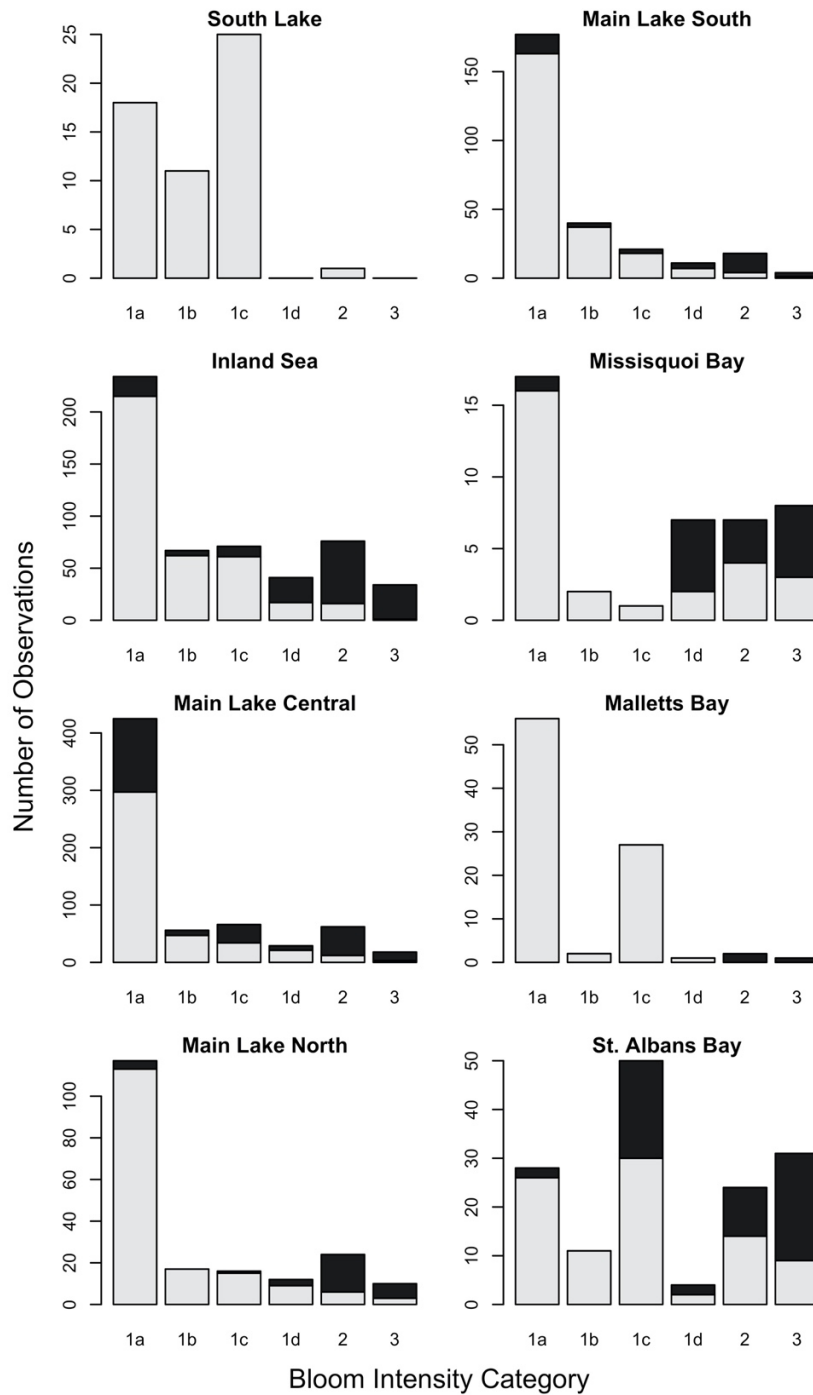 South Lake
25
20
15
10
5
0
1a 1b 1c 1d 2 3
Main Lake South
150
100
50
0
1a 1b 1c 1d 2 3
Inland Sea
200
150
100
50
0
1a 1b 1c 1d 2 3
Missisquoi Bay
15
10
5
0
1a 1b 1c 1d 2 3
Number of Observations
Main Lake Central
400
300
200
100
0
1a 1b 1c 1d 2 3
Malletts Bay
50
40
30
20
10
0
1a 1b 1c 1d 2 3
Main Lake North
100
80
60
40
20
0
1a 1b 1c 1d 2 3
St. Albans Bay
50
40
30
20
10
0
1a 1b 1c 1d 2 3
Bloom Intensity Category